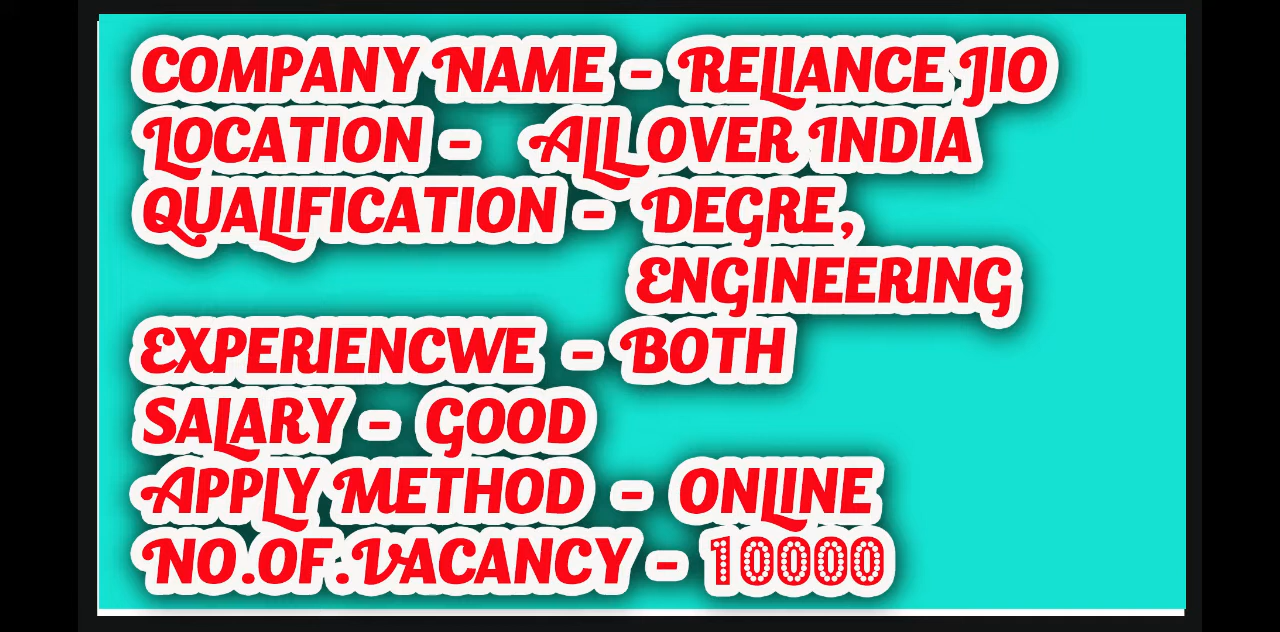 COMPANY NAME - RELIANCE JIO
LOCATION - ALL OVER INDIA
QUALIFICATION - DEGRE,
ENGINEERING
EXPERIENCWE - BOTH
SALARY - GOOD
APPLY METHOD - ONLINE
NO.OF.VACANCY - 10000